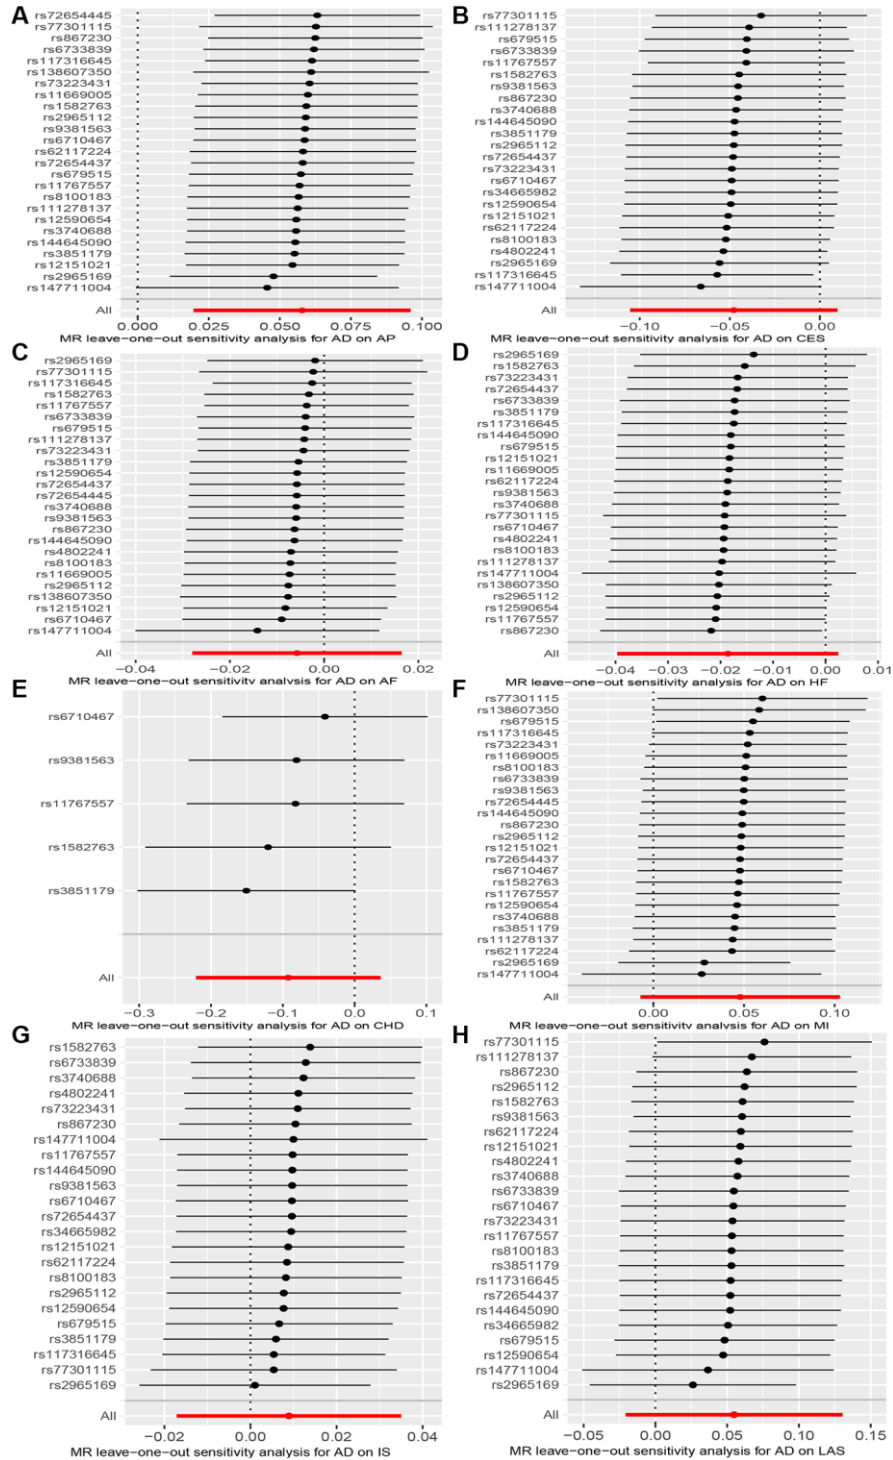 A
rs72654445
rs77301115
rs867230
rs6733839
rs117316645
rs138607350
rs73223431
rs11669005
rs1582763
rs2965112
rs9381563
rs6710467
rs62117224
rs72654437
rs679515
rs11767557
rs8100183
rs111278137
rs12590654
rs3740688
rs144645090
rs3851179
rs12151021
rs2965169
rs147711004
All
0.000 0.025 0.050 0.075 0.100
MR leave-one-out sensitivity analysis for AD on AP
B
rs77301115
rs111278137
rs679515
rs6733839
rs11767557
rs1582763
rs9381563
rs867230
rs3740688
rs144645090
rs3851179
rs2965112
rs72654437
rs73223431
rs6710467
rs34665982
rs12590654
rs12151021
rs62117224
rs8100183
rs4802241
rs2965169
rs117316645
rs147711004
All
−0.10 −0.05 0.00
MR leave-one-out sensitivity analysis for AD on CES
C
rs2965169
rs77301115
rs117316645
rs1582763
rs11767557
rs6733839
rs679515
rs111278137
rs73223431
rs3851179
rs12590654
rs72654437
rs72654445
rs3740688
rs9381563
rs867230
rs144645090
rs4802241
rs8100183
rs11669005
rs2965112
rs138607350
rs12151021
rs6710467
rs147711004
All
−0.04 −0.02 0.00 0.02
MR leave-one-out sensitivity analysis for AD on AF
D
rs2965169
rs1582763
rs73223431
rs72654437
rs6733839
rs3851179
rs117316645
rs144645090
rs679515
rs12151021
rs11669005
rs62117224
rs9381563
rs3740688
rs77301115
rs6710467
rs4802241
rs8100183
rs111278137
rs147711004
rs138607350
rs2965112
rs12590654
rs11767557
rs867230
All
−0.04 −0.03 −0.02 −0.01 0.00 0.01
MR leave-one-out sensitivity analysis for AD on HF
E
rs6710467
rs9381563
rs11767557
rs1582763
rs3851179
All
−0.3 −0.2 −0.1 0.0 0.1
MR leave-one-out sensitivity analysis for AD on CHD
F
rs77301115
rs138607350
rs679515
rs117316645
rs73223431
rs11669005
rs8100183
rs6733839
rs9381563
rs72654445
rs144645090
rs867230
rs2965112
rs12151021
rs72654437
rs6710467
rs1582763
rs11767557
rs12590654
rs3740688
rs3851179
rs111278137
rs62117224
rs2965169
rs147711004
All
0.00 0.05 0.10
MR leave-one-out sensitivity analysis for AD on MI
G
rs1582763
rs6733839
rs3740688
rs4802241
rs73223431
rs867230
rs147711004
rs11767557
rs144645090
rs9381563
rs6710467
rs72654437
rs34665982
rs12151021
rs62117224
rs8100183
rs2965112
rs12590654
rs679515
rs3851179
rs117316645
rs77301115
rs2965169
All
−0.02 0.00 0.02 0.04
MR leave-one-out sensitivity analysis for AD on IS
H
rs77301115
rs111278137
rs867230
rs2965112
rs1582763
rs9381563
rs62117224
rs12151021
rs4802241
rs3740688
rs6733839
rs6710467
rs73223431
rs11767557
rs8100183
rs3851179
rs117316645
rs72654437
rs144645090
rs34665982
rs679515
rs12590654
rs147711004
rs2965169
All
−0.05 0.00 0.05 0.10 0.15
MR leave-one-out sensitivity analysis for AD on LAS